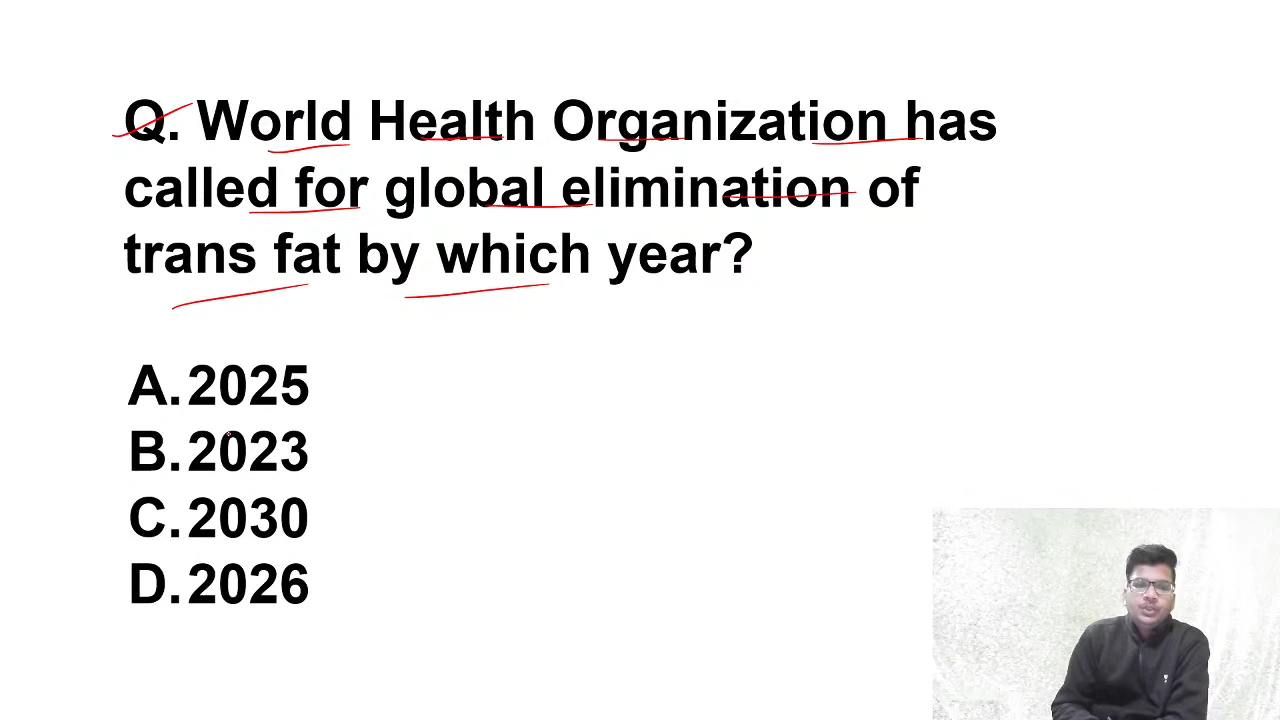 Q. World Health Organization has
called for global elimination of
trans fat by which year?
A. 2025
B. 2023
C. 2030
D. 2026